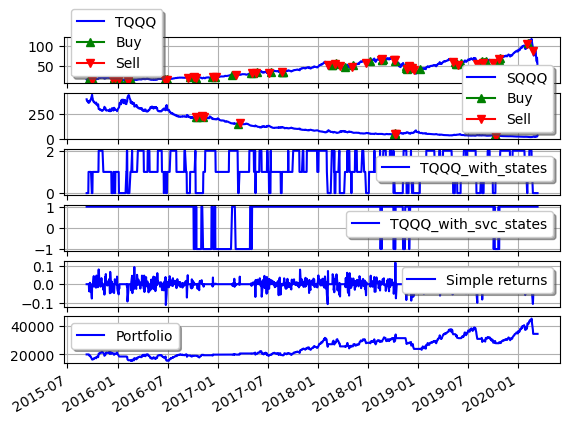 TQQQ
Buy
Sell
100
50
SQQQ
Buy
Sell
250
0
2
0
TQQQ_with_states
1
0
−1
TQQQ_with_svc_states
0.1
0.0
−0.1
Simple returns
40000
20000
Portfolio
2015-07
2016-01
2016-07
2017-01
2017-07
2018-01
2018-07
2019-01
2019-07
2020-01